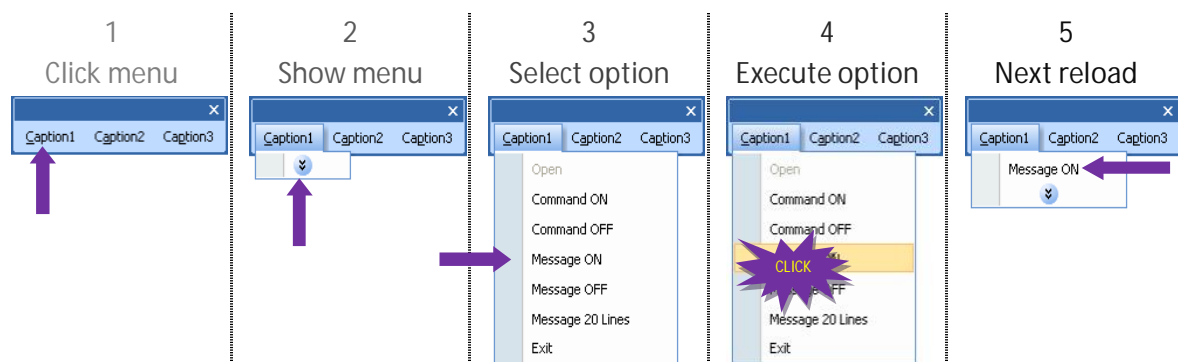 1
Click menu
Caption1 Caption2 Caption3
2
Show menu
Caption1 Caption2 Caption3
3
Select option
Caption1 Caption2 Caption3
Open
Command ON
Command OFF
Message ON
Message OFF
Message 20 Lines
Exit
4
Execute option
Caption1 Caption2 Caption3
Open
Command ON
Command OFF
CLICK
Message 20 Lines
Exit
5
Next reload
Caption1 Caption2 Caption3
Message ON